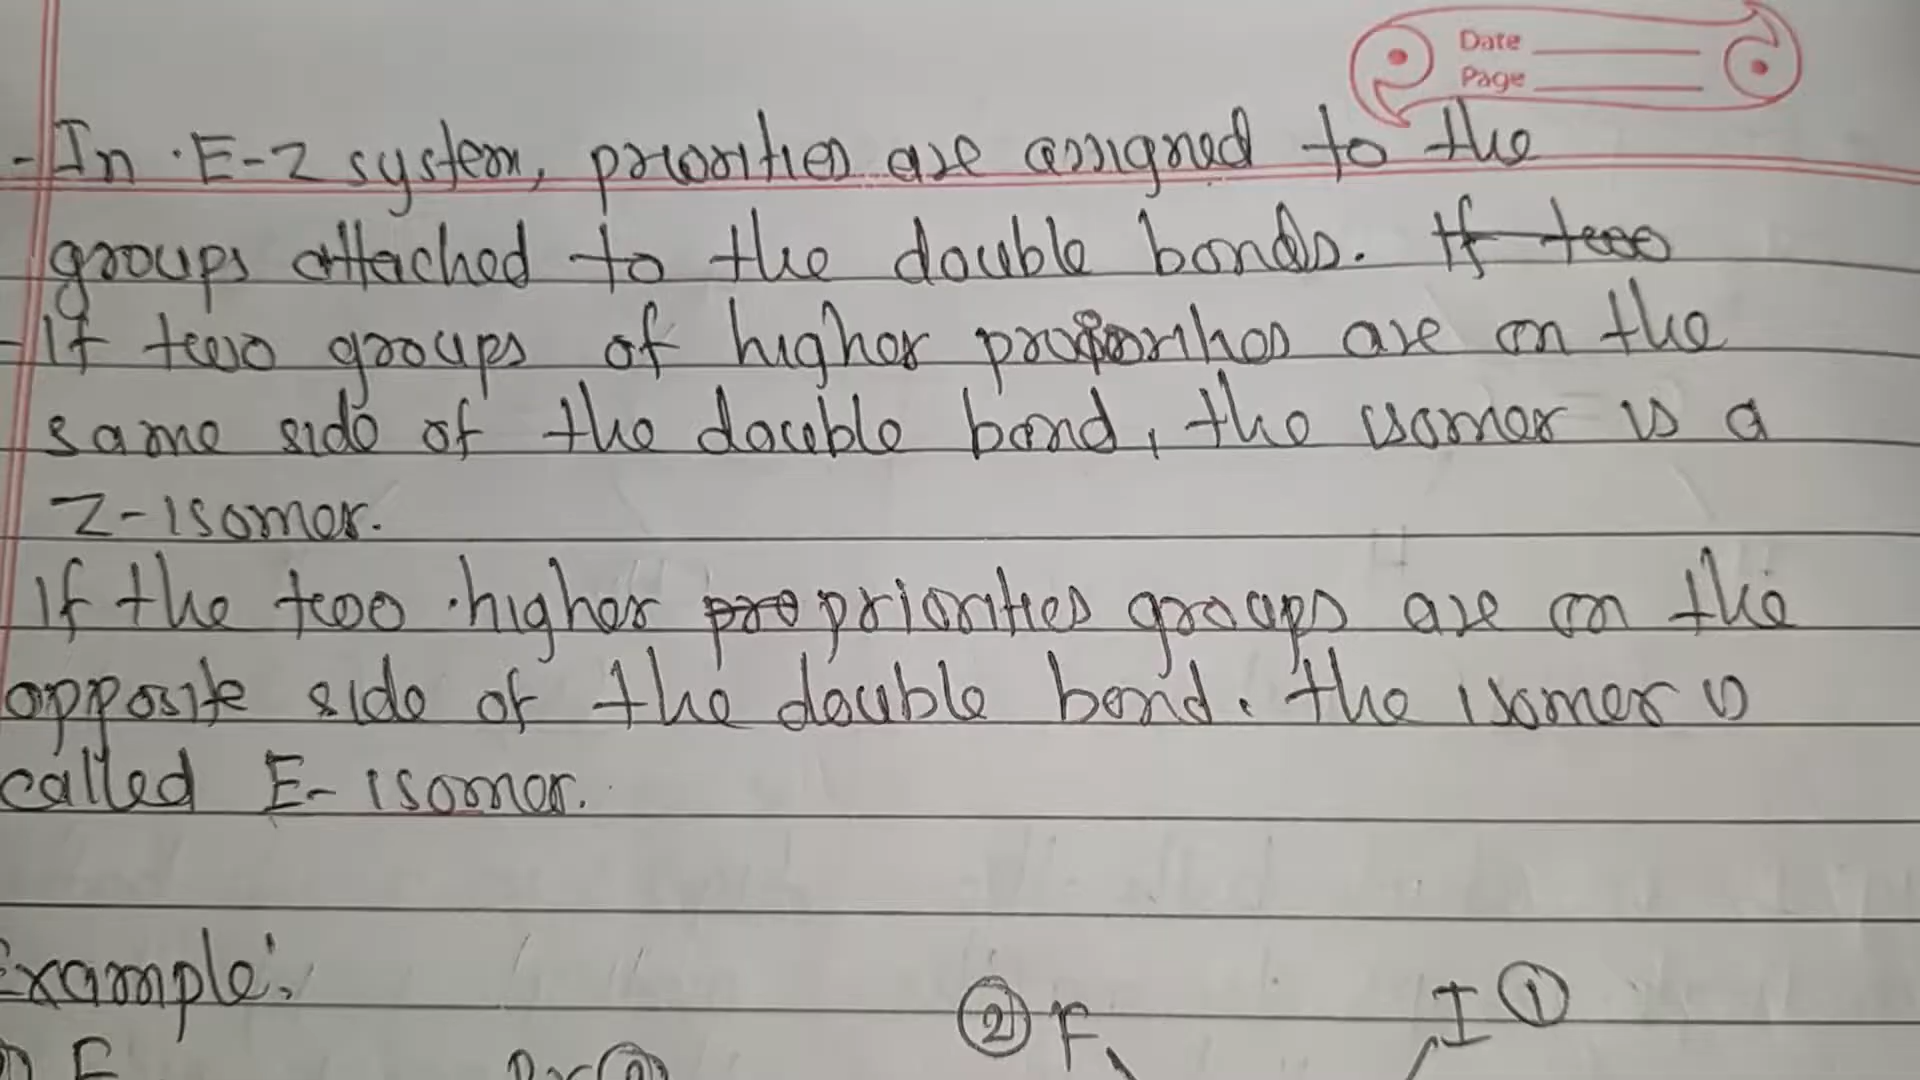 Date
Page
- In E-Z system, priorities are assigned to the
groups attached to the double bonds. If two
- If two groups of higher priorities are on the
same side of the double bond, the isomer is a
Z-isomer.
If the two higher pro priorities groups are on the
opposite side of the double bond. the isomer is
called E-isomer.
Example:
② F I ①
F Br ②